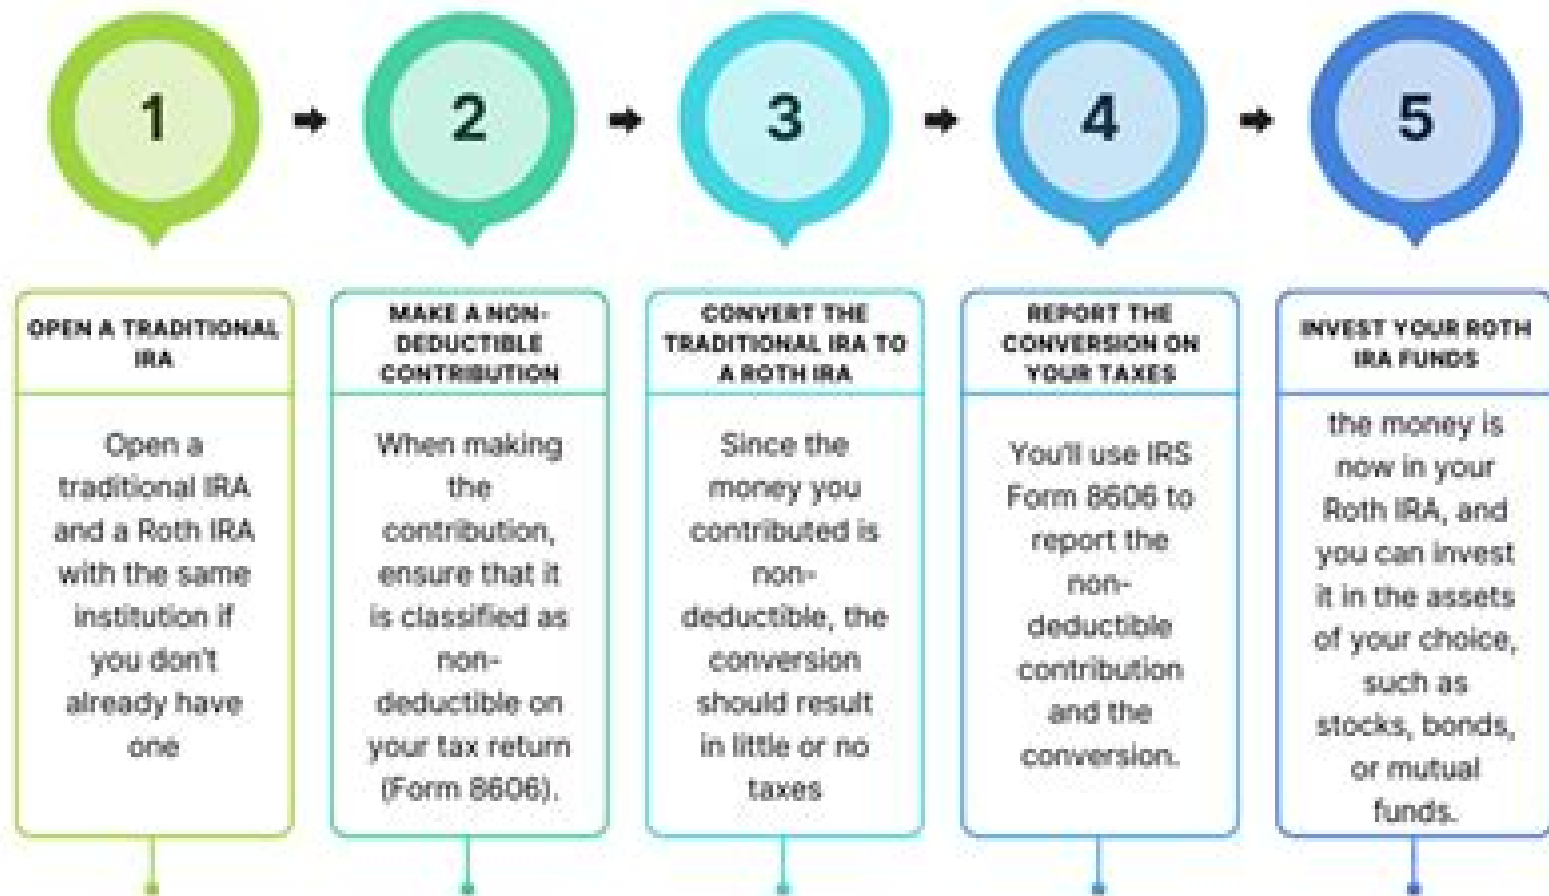 1
2
3
4
5
OPEN A TRADITIONAL
IRA
Open a
traditional IRA
and a Roth IRA
with the same
institution if
you don't
already have
one
MAKE A NON-
DEDUCTIBLE
CONTRIBUTION
When making
the
contribution,
ensure that it
is classified as
non-
deductible on
your tax return
(Form 8606).
CONVERT THE
TRADITIONAL IRA TO
A ROTH IRA
Since the
money you
contributed is
non-
deductible, the
conversion
should result
in little or no
taxes
REPORT THE
CONVERSION ON
YOUR TAXES
You'll use IRS
Form 8606 to
report the
non-
deductible
contribution
and the
conversion.
INVEST YOUR ROTH
IRA FUNDS
the money is
now in your
Roth IRA, and
you can invest
it in the assets
of your choice,
such as
stocks, bonds,
or mutual
funds.